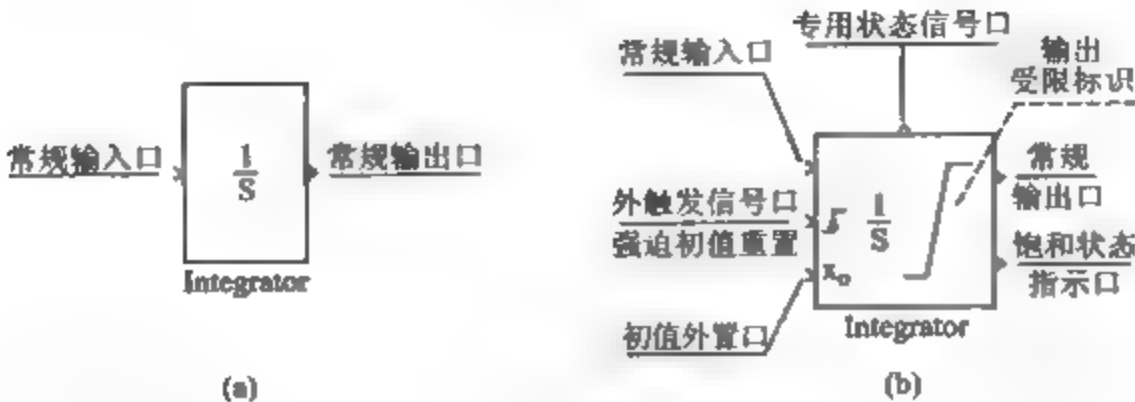 常规输入口
1
S
常规输出口
Integrator
(a)
专用状态信号口
常规输入口
输出
受限标识
外触发信号口
强迫初值重置
1
S
常规
输出口
x₀
初值外置口
饱和状态
指示口
Integrator
(b)